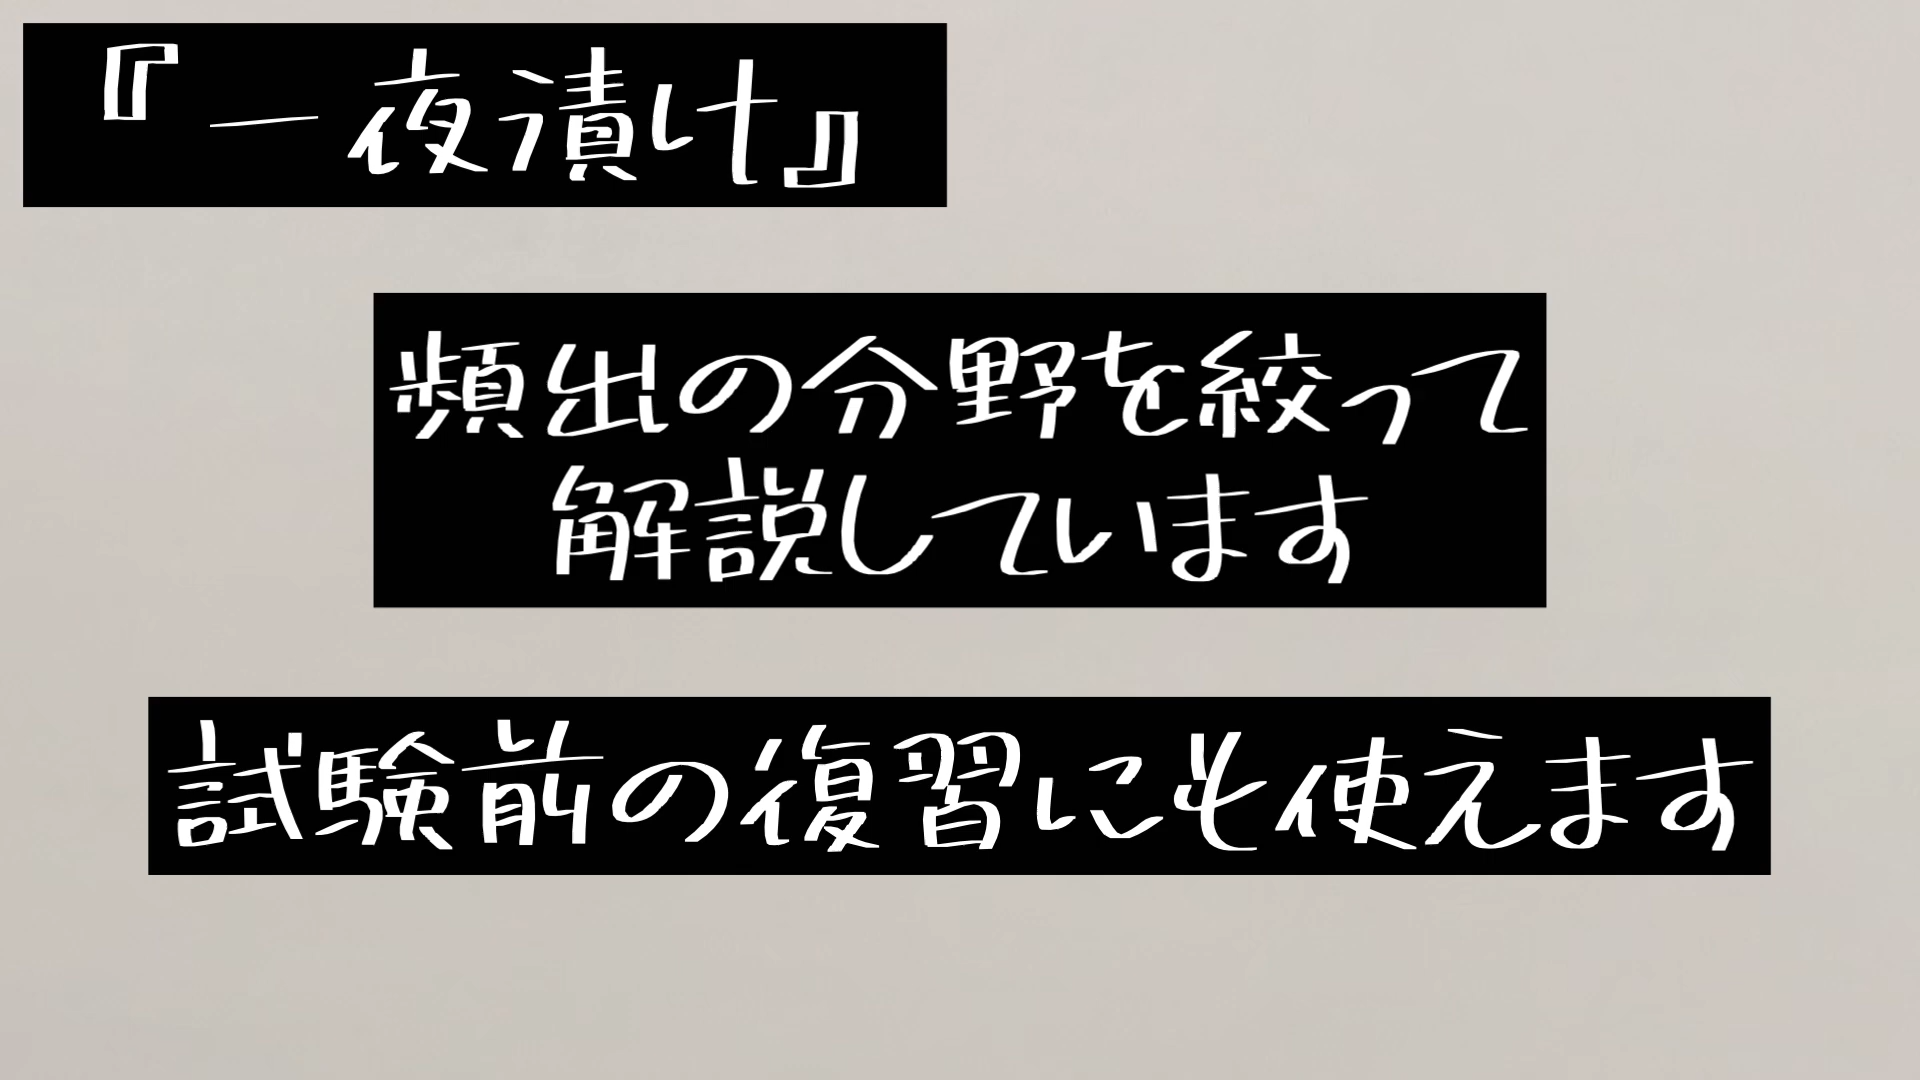 『一夜漬け』
頻出の分野を絞って
解説しています
試験前の復習にも使えます